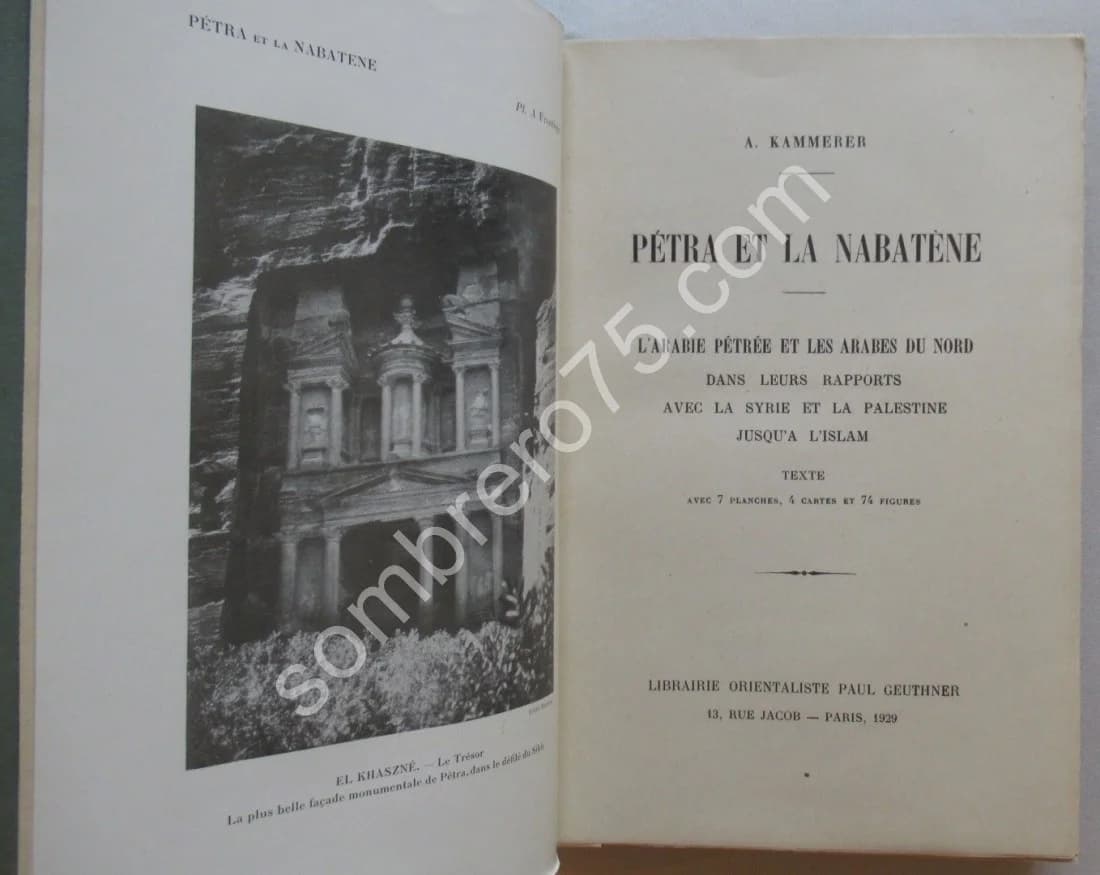 PÉTRA ET LA NABATENE
Pl. A
EL KHASZNÉ. — Le Trésor
La plus belle façade monumentale de Pétra, dans le défilé du Sikh
A. KAMMERER
PÉTRA ET LA NABATÈNE
L'ARABIE PÉTRÉE ET LES ARABES DU NORD
DANS LEURS RAPPORTS
AVEC LA SYRIE ET LA PALESTINE
JUSQU'A L'ISLAM
TEXTE
AVEC 7 PLANCHES, 4 CARTES ET 74 FIGURES
LIBRAIRIE ORIENTALISTE PAUL GEUTHNER
13, RUE JACOB — PARIS, 1929
sombrero75.com